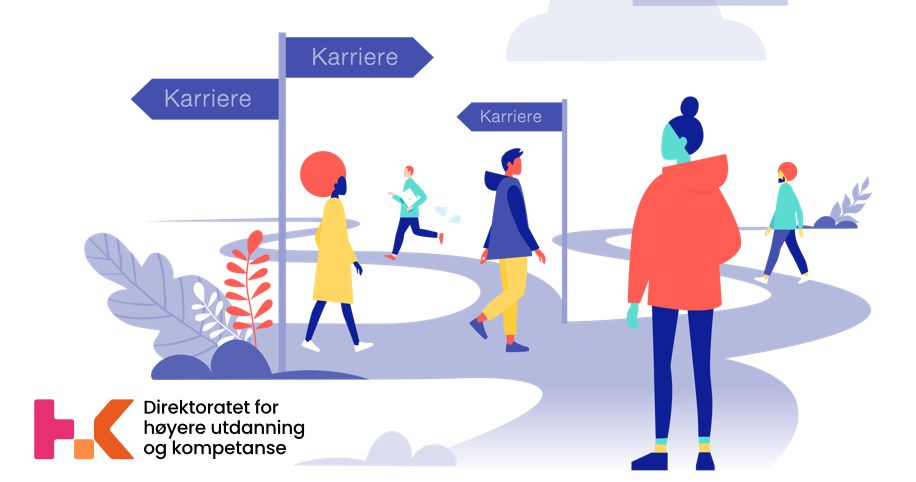 Karriere
Karriere
Karriere
Direktoratet for
høyere utdanning
og kompetanse